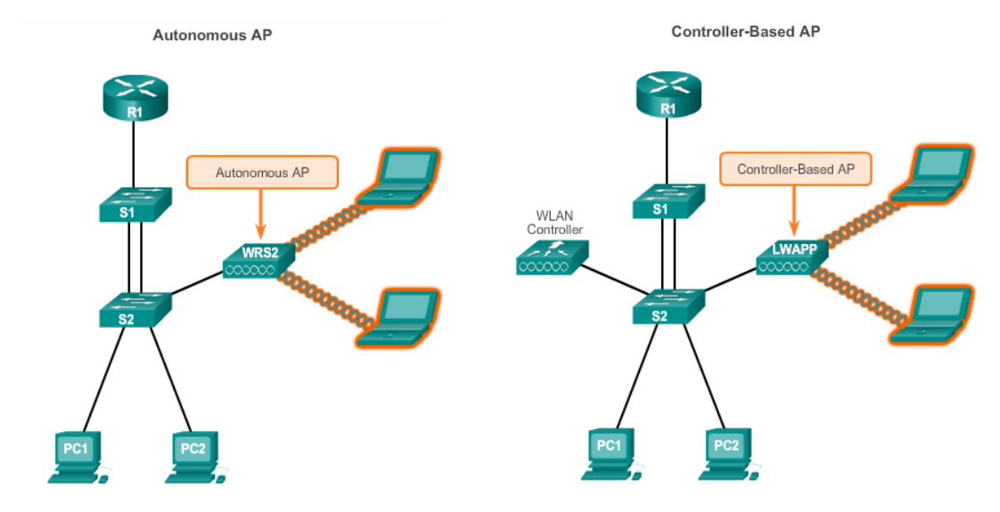 Autonomous AP
R1
Autonomous AP
S1
WRS2
S2
PC1
PC2
Controller-Based AP
R1
Controller-Based AP
S1
WLAN
Controller
LWAPP
S2
PC1
PC2